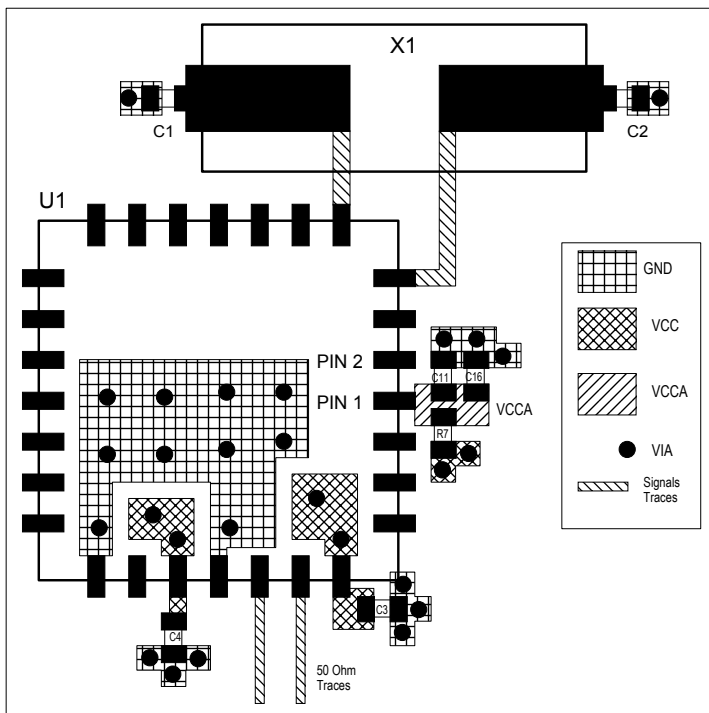 X1
C1
C2
U1
GND
VCC
VCCA
VIA
Signals
Traces
PIN 2
PIN 1
C11
C16
VCCA
R7
C3
C4
50 Ohm
Traces